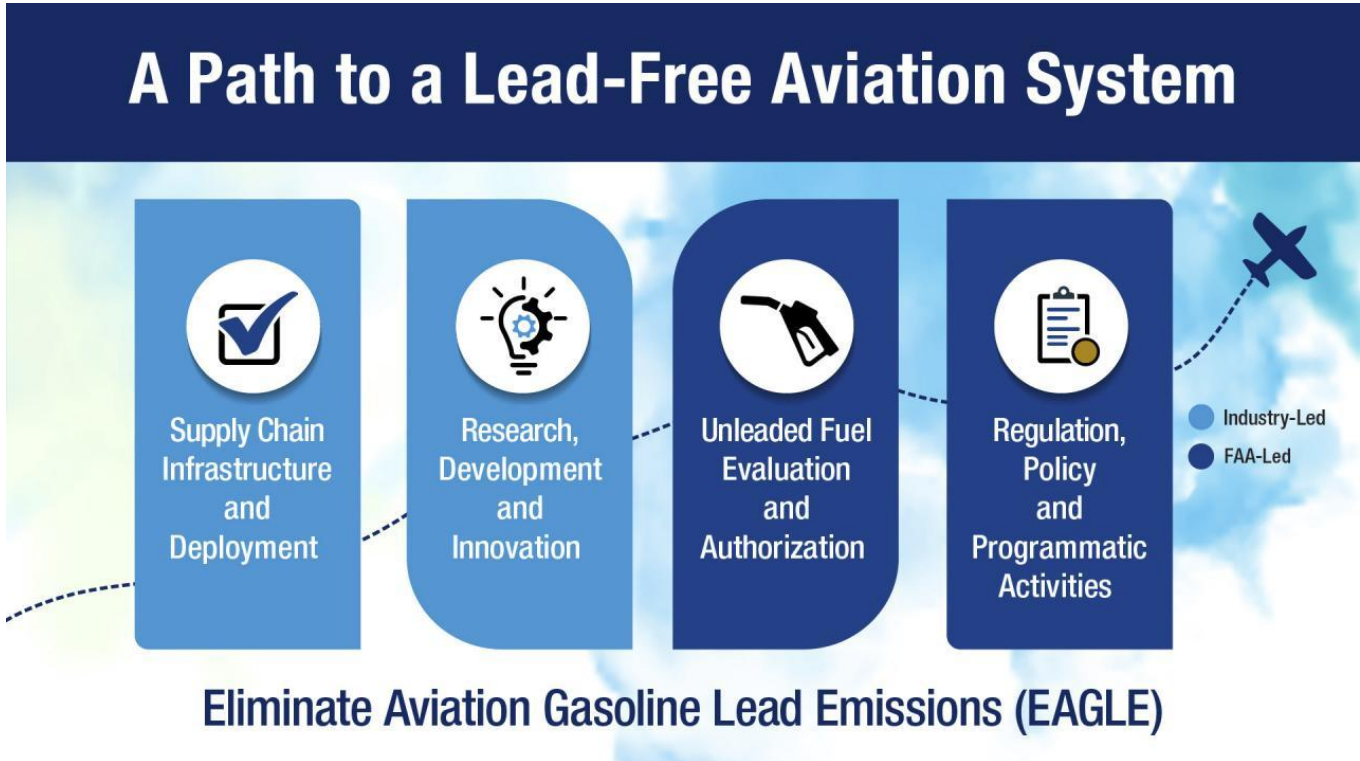 A Path to a Lead-Free Aviation System
Supply Chain
Infrastructure
and
Deployment
Research,
Development
and
Innovation
Unleaded Fuel
Evaluation
and
Authorization
Regulation,
Policy
and
Programmatic
Activities
Industry-Led
FAA-Led
Eliminate Aviation Gasoline Lead Emissions (EAGLE)